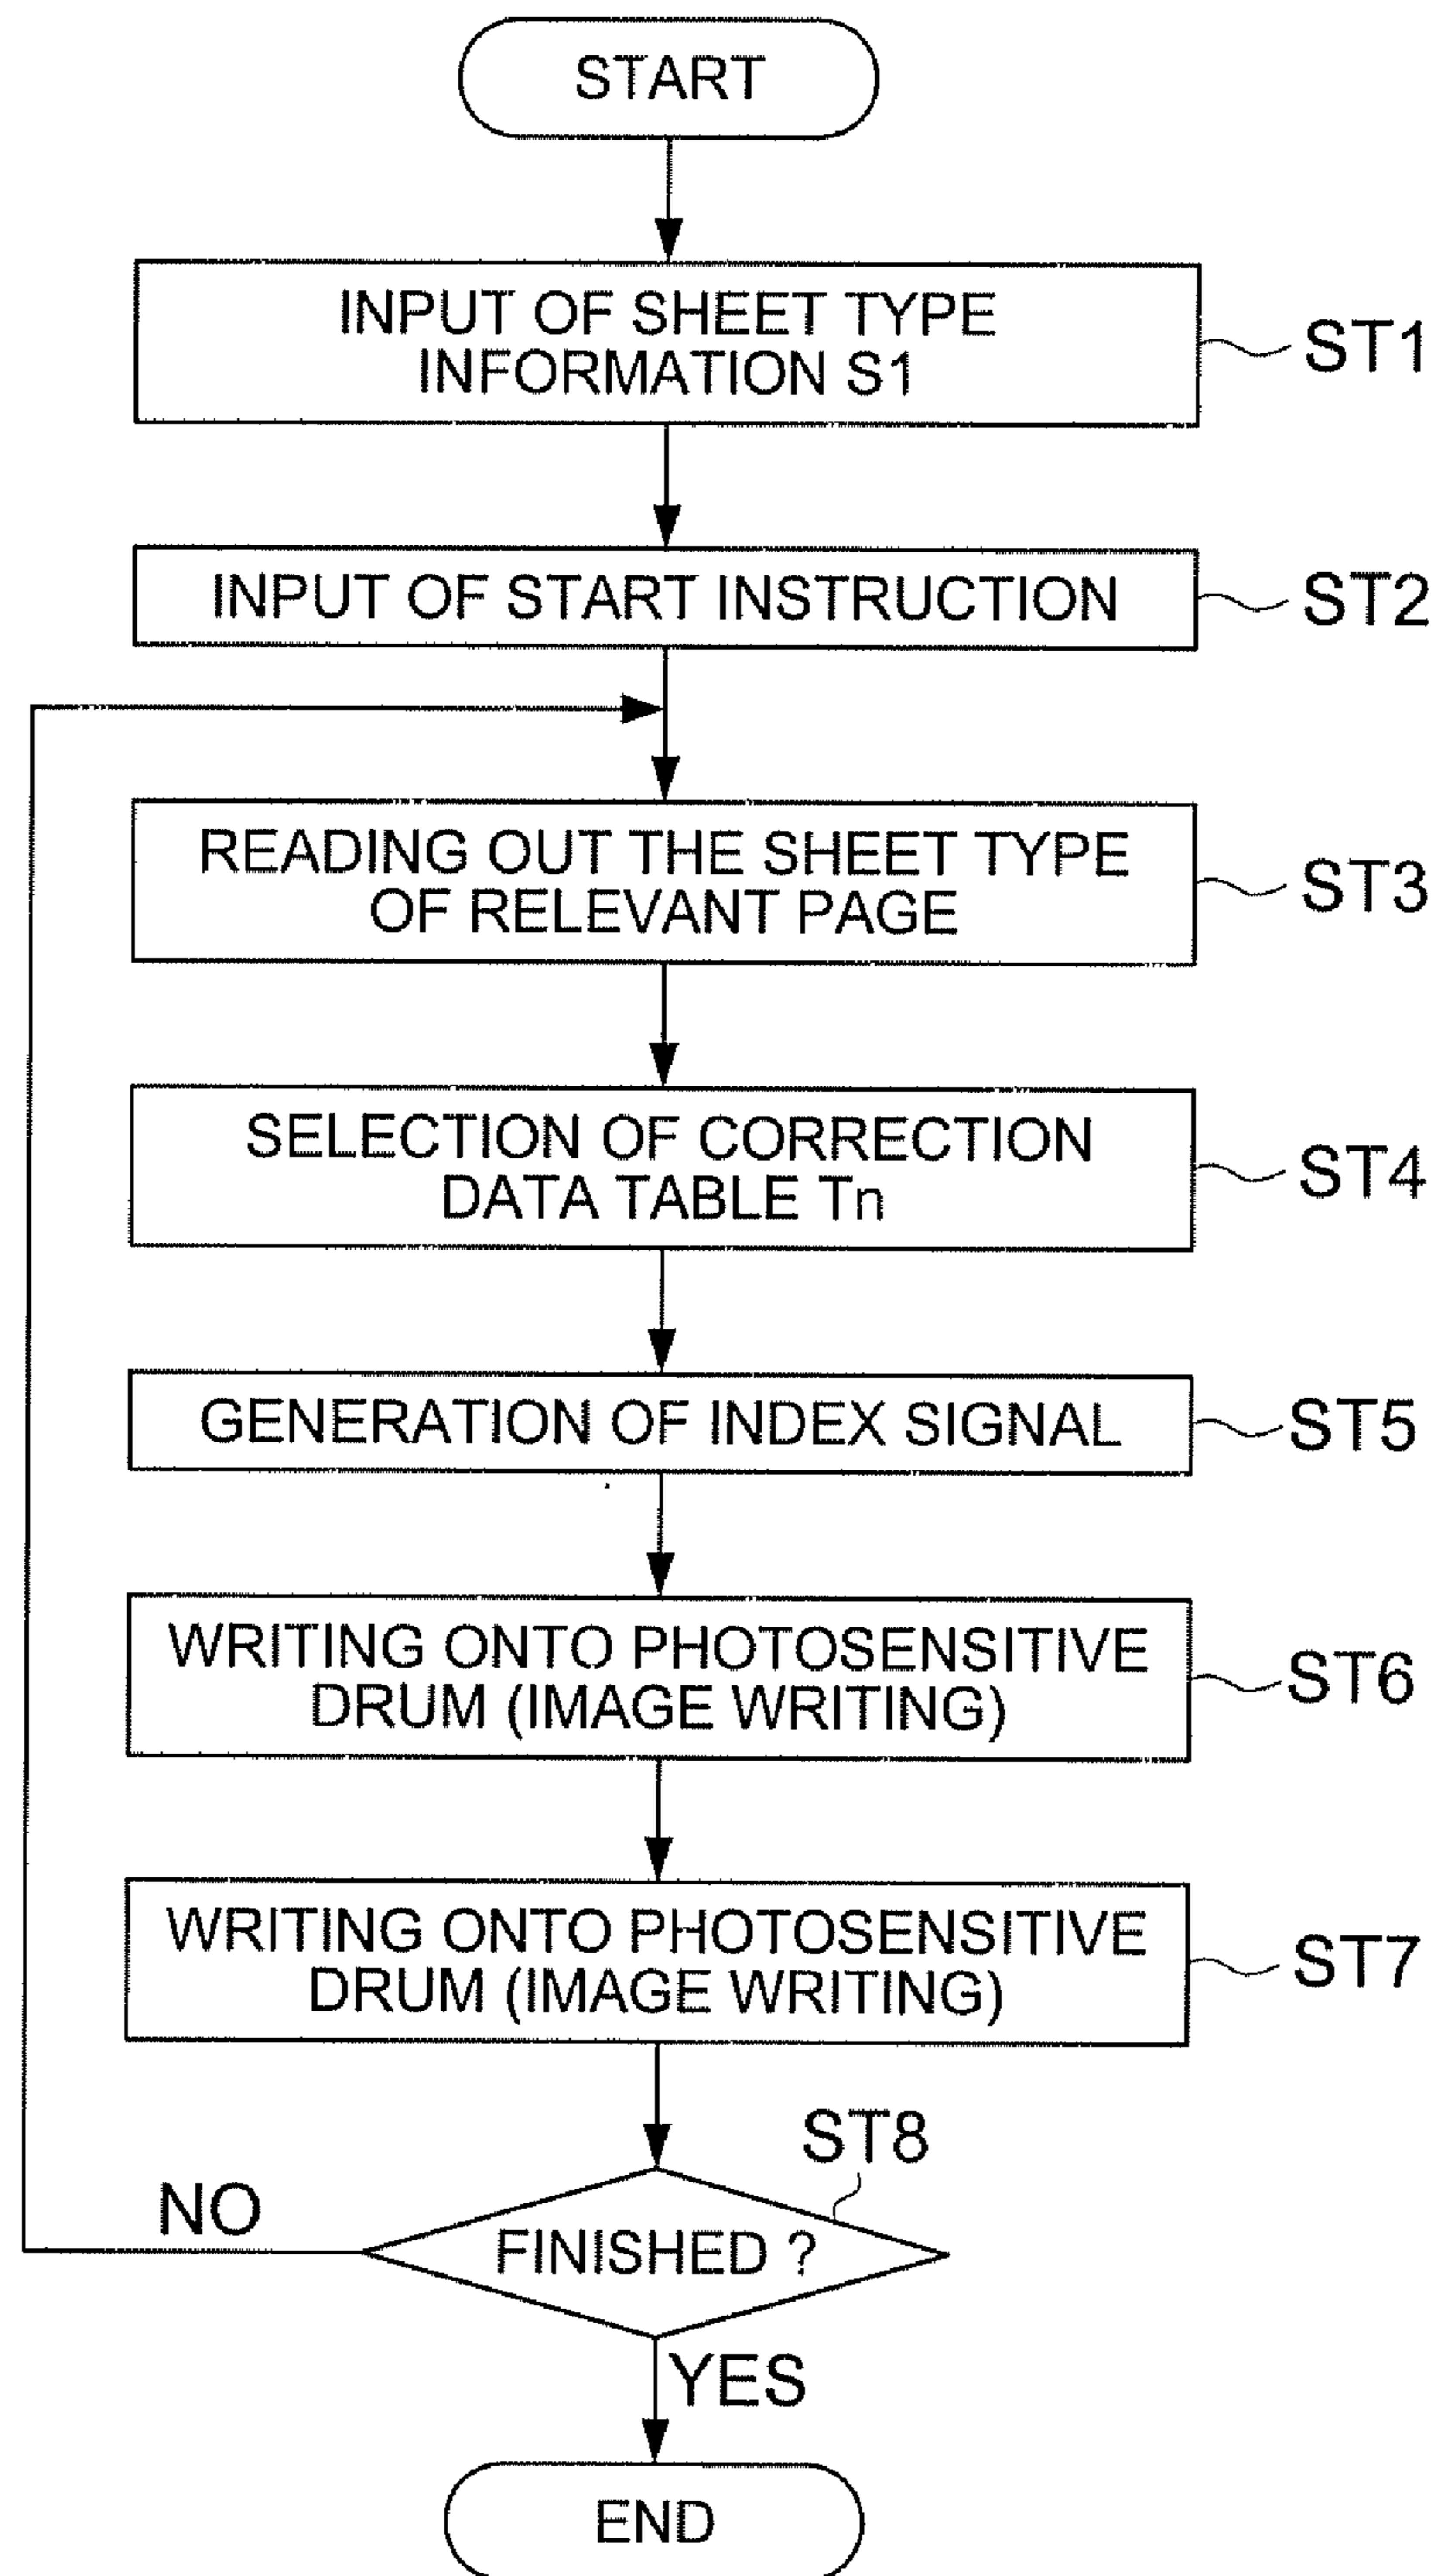 START
INPUT OF SHEET TYPE
INFORMATION S1
ST1
INPUT OF START INSTRUCTION
ST2
READING OUT THE SHEET TYPE
OF RELEVANT PAGE
ST3
SELECTION OF CORRECTION
DATA TABLE Tn
ST4
GENERATION OF INDEX SIGNAL
ST5
WRITING ONTO PHOTOSENSITIVE
DRUM (IMAGE WRITING)
ST6
WRITING ONTO PHOTOSENSITIVE
DRUM (IMAGE WRITING)
ST7
ST8
NO
FINISHED ?
YES
END